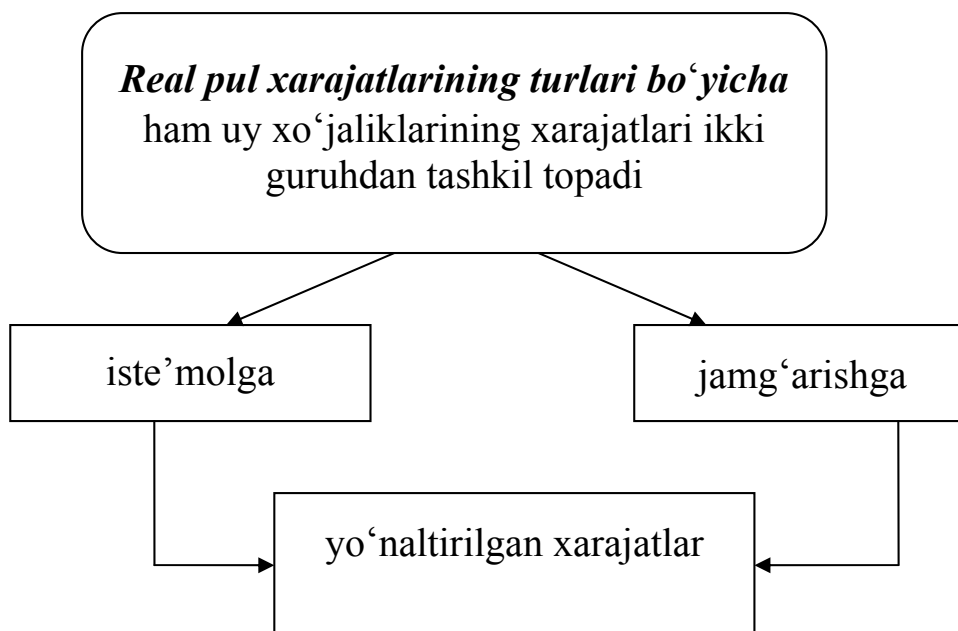 Real pul xarajatlarining turlari bo‘yicha
ham uy xo‘jaliklarining xarajatlari ikki
guruhdan tashkil topadi
iste’molga
jamg‘arishga
yo‘naltirilgan xarajatlar